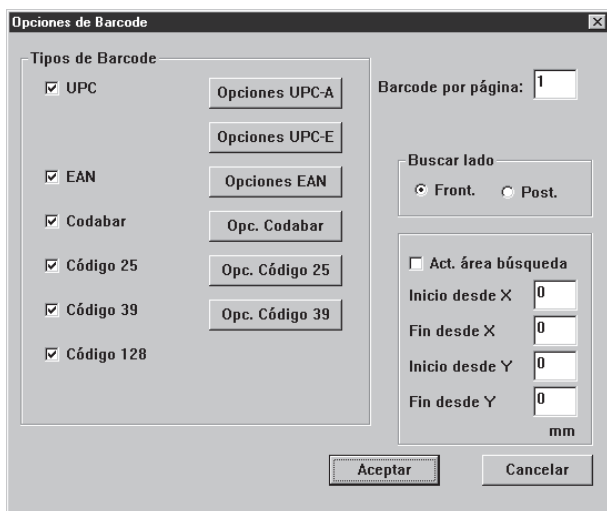 Opciones de Barcode
Tipos de Barcode
UPC
Opciones UPC-A
Opciones UPC-E
EAN
Opciones EAN
Codabar
Opc. Codabar
Código 25
Opc. Código 25
Código 39
Opc. Código 39
Código 128
Barcode por página: 1
Buscar lado
Front. Post.
Act. área búsqueda
Inicio desde X 0
Fin desde X 0
Inicio desde Y 0
Fin desde Y 0
mm
Aceptar Cancelar